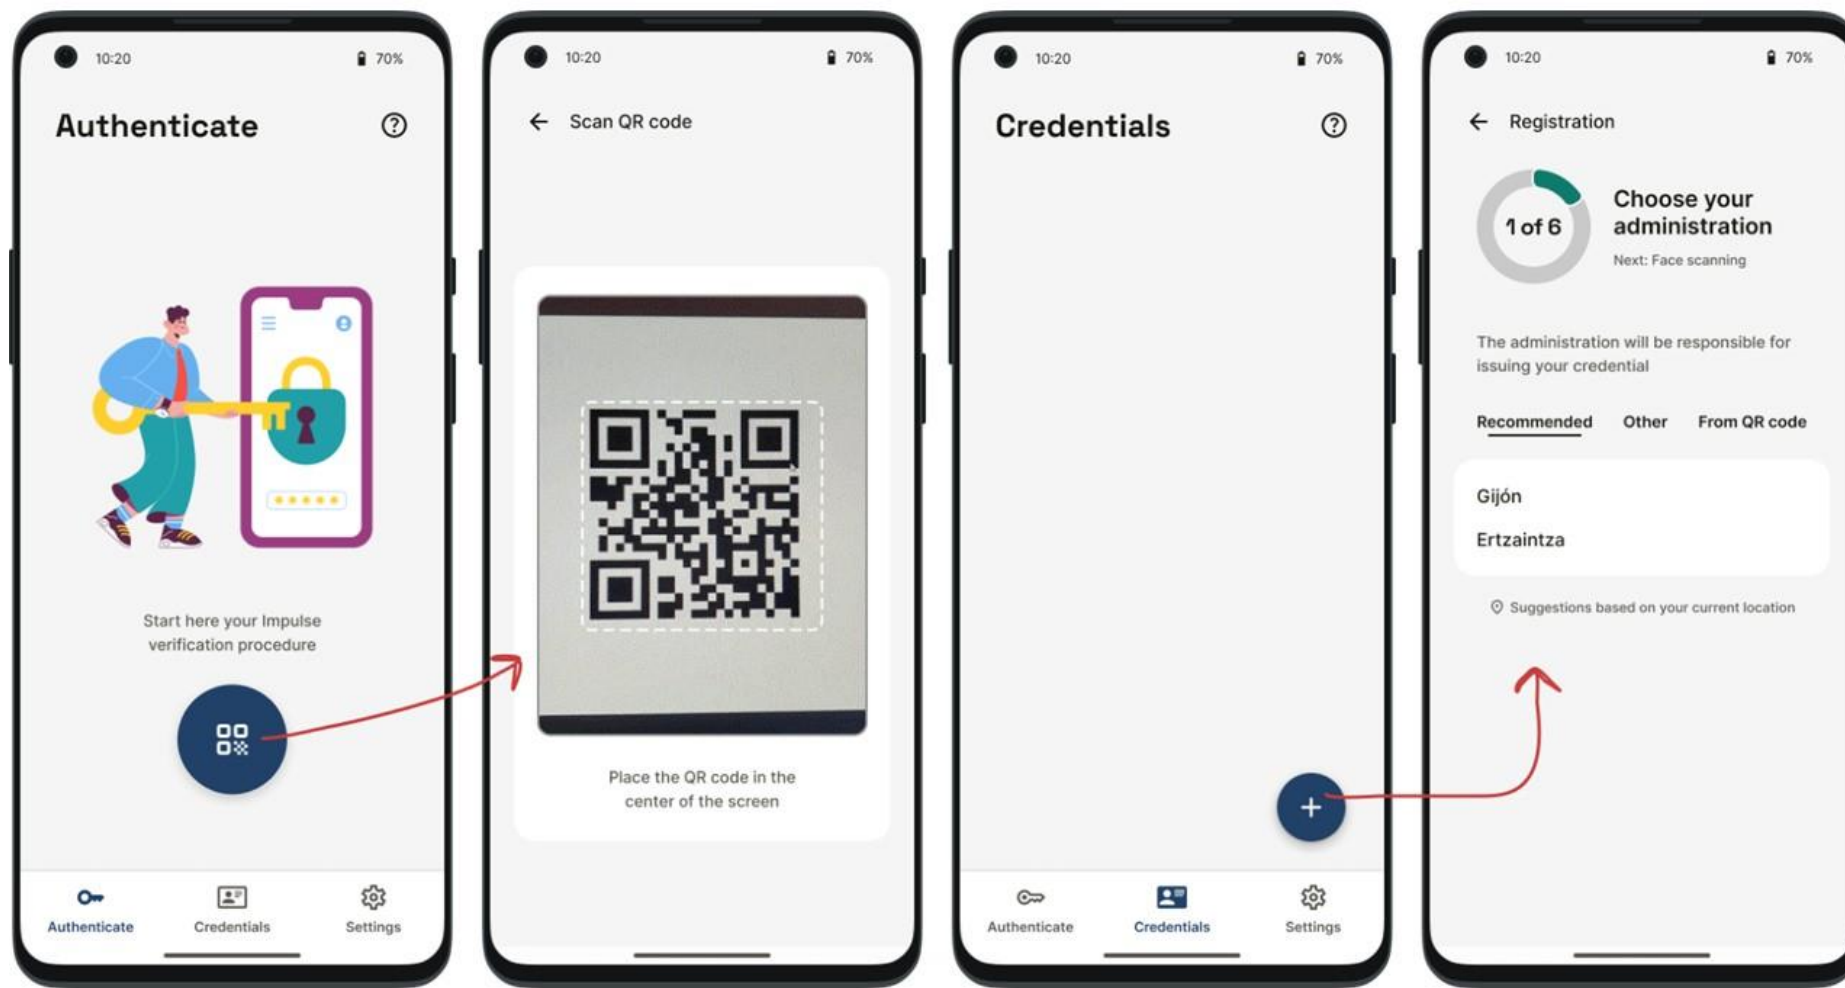 10:20
70%
Authenticate
Start here your Impulse
verification procedure
Authenticate
Credentials
Settings
10:20
70%
Scan QR code
Place the QR code in the
center of the screen
10:20
70%
Credentials
Authenticate
Credentials
Settings
10:20
70%
Registration
1 of 6
Choose your
administration
Next: Face scanning
The administration will be responsible for
issuing your credential
Recommended
Other
From QR code
Gijón
Ertzaintza
Suggestions based on your current location